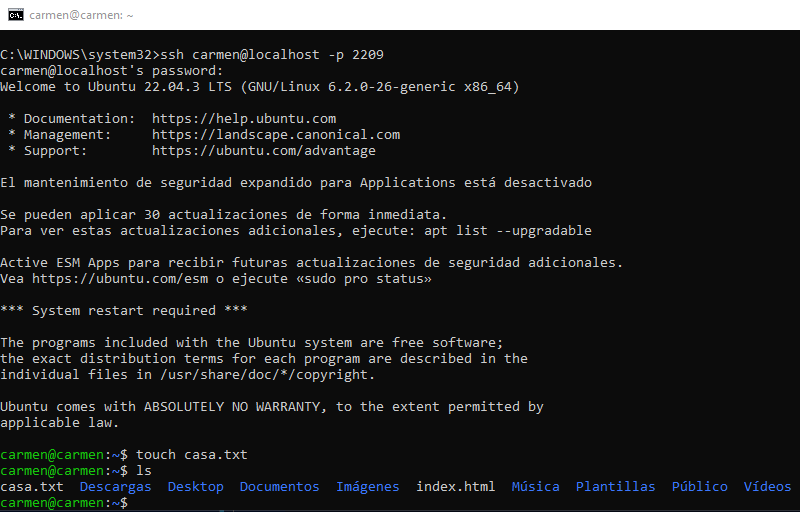 carmen@carmen: ~
C:\WINDOWS\system32>ssh carmen@localhost -p 2209
carmen@localhost's password:
Welcome to Ubuntu 22.04.3 LTS (GNU/Linux 6.2.0-26-generic x86_64)
* Documentation:  https://help.ubuntu.com
* Management:     https://landscape.canonical.com
* Support:        https://ubuntu.com/advantage
El mantenimiento de seguridad expandido para Applications está desactivado
Se pueden aplicar 30 actualizaciones de forma inmediata.
Para ver estas actualizaciones adicionales, ejecute: apt list --upgradable
Active ESM Apps para recibir futuras actualizaciones de seguridad adicionales.
Vea https://ubuntu.com/esm o ejecute «sudo pro status»
*** System restart required ***
The programs included with the Ubuntu system are free software;
the exact distribution terms for each program are described in the
individual files in /usr/share/doc/*/copyright.
Ubuntu comes with ABSOLUTELY NO WARRANTY, to the extent permitted by
applicable law.
carmen@carmen:~$ touch casa.txt
carmen@carmen:~$ ls
casa.txt  Descargas  Desktop  Documentos  Imágenes  index.html  Música  Plantillas  Público  Vídeos
carmen@carmen:~$